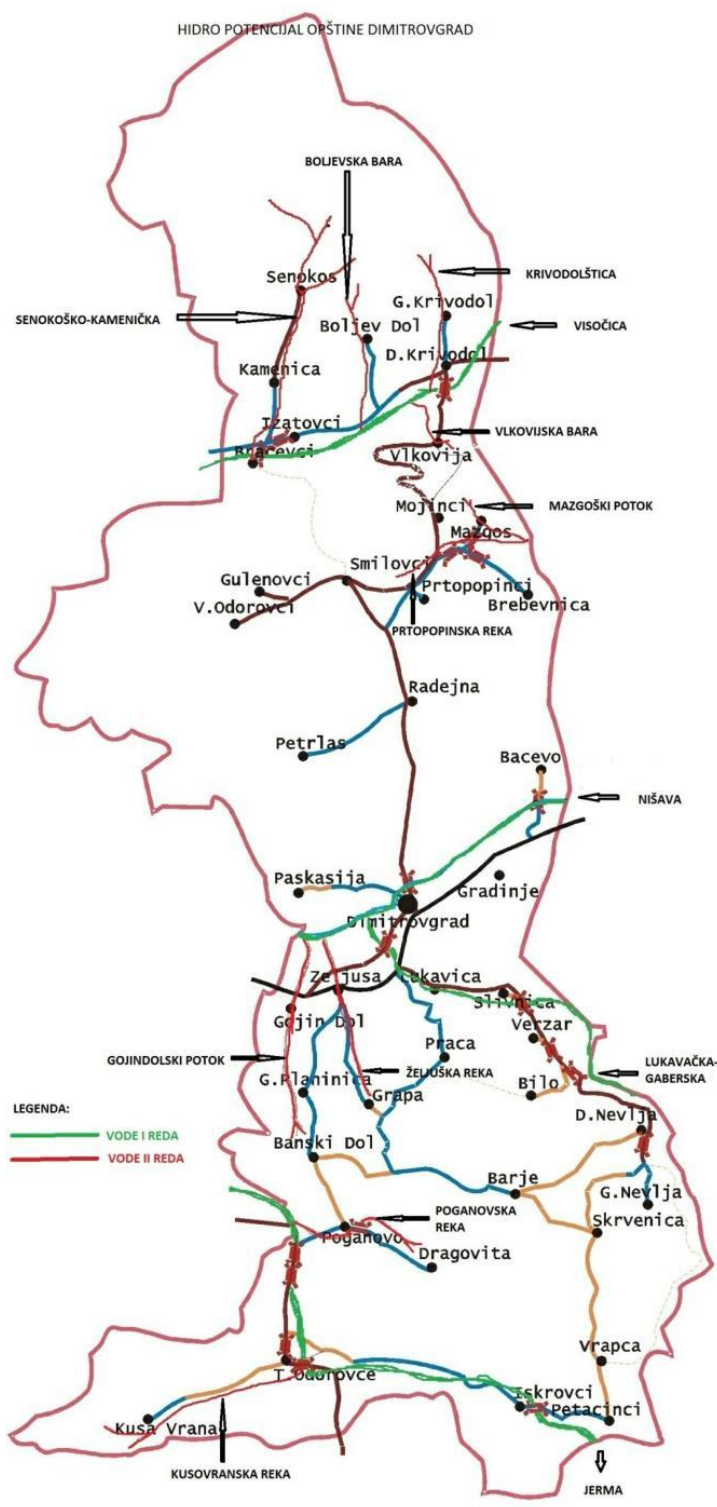 HIDRO POTENCIJAL OPŠTINE DIMITROVGRAD
BOLJEVSKA BARA
KRIVODOLŠTICA
Senokos
G.Krivodol
SENOKOŠKO-KAMENIČKA
Boljev Dol
VISOČICA
D.Krivodol
Kamenica
Izatovci
VLKOVIJSKA BARA
Bracevci
Vlkovija
Mojinci
MAZGOŠKI POTOK
Mazgos
Smilovci
Gulenovci
Prtopopinci
V.Odorovci
Brebevnica
PRTOPOPINSKA REKA
Radejna
Petrlas
Bacevo
NIŠAVA
Paskasija
Gradinje
Dimitrovgrad
Zeljusa
Lukavica
Slivnica
Gojin Dol
Verzar
Praca
GOJINDOLSKI POTOK
ŽELJUŠKA REKA
LUKAVAČKA-
GABERSKA
G.Planinica
Bilo
Grapa
LEGENDA:
D.Nevlja
VODE I REDA
Banski Dol
VODE II REDA
Barje
G.Nevlja
POGANOVSKA
REKA
Skrvenica
Poganovo
Dragovita
Vrapca
T.Odorovce
Iskrovci
Petacinci
Kusa Vrana
KUSOVRANSKA REKA
JERMA